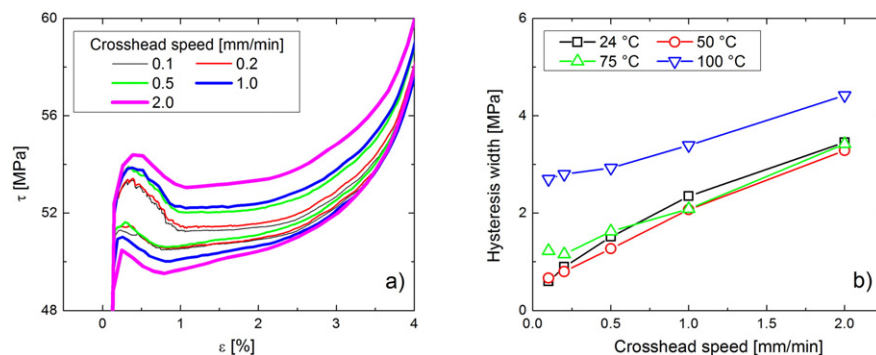 60
56
52
48
0
1
2
3
4
τ [MPa]
ε [%]
Crosshead speed [mm/min]
0.1
0.2
0.5
1.0
2.0
a)
6
4
2
0
0.0
0.5
1.0
1.5
2.0
Hysteresis width [MPa]
Crosshead speed [mm/min]
24 °C
50 °C
75 °C
100 °C
b)